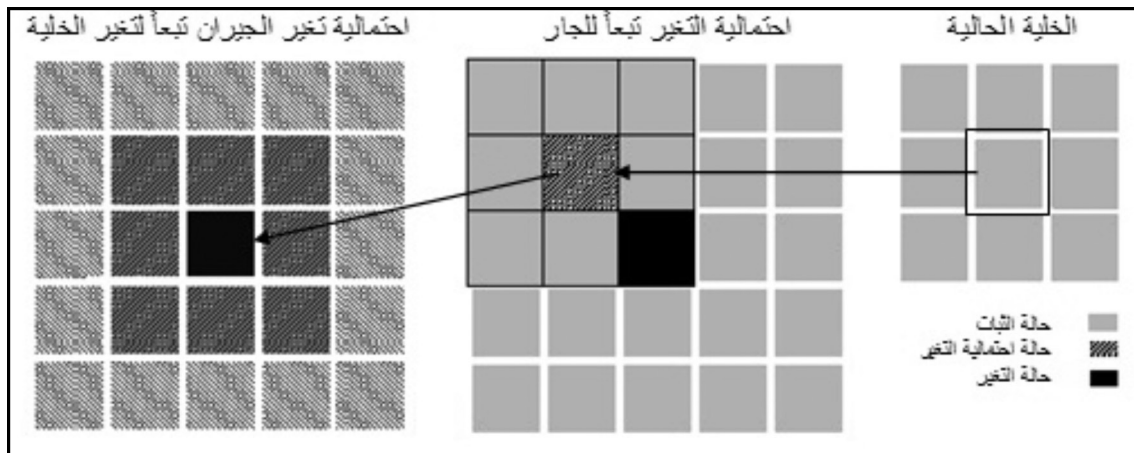 الخلية الحالية
احتمالية التغير تبعاً للجار
احتمالية تغير الجيران تبعاً لتغير الخلية
حالة الثبات
حالة احتمالية التغير
حالة التغير